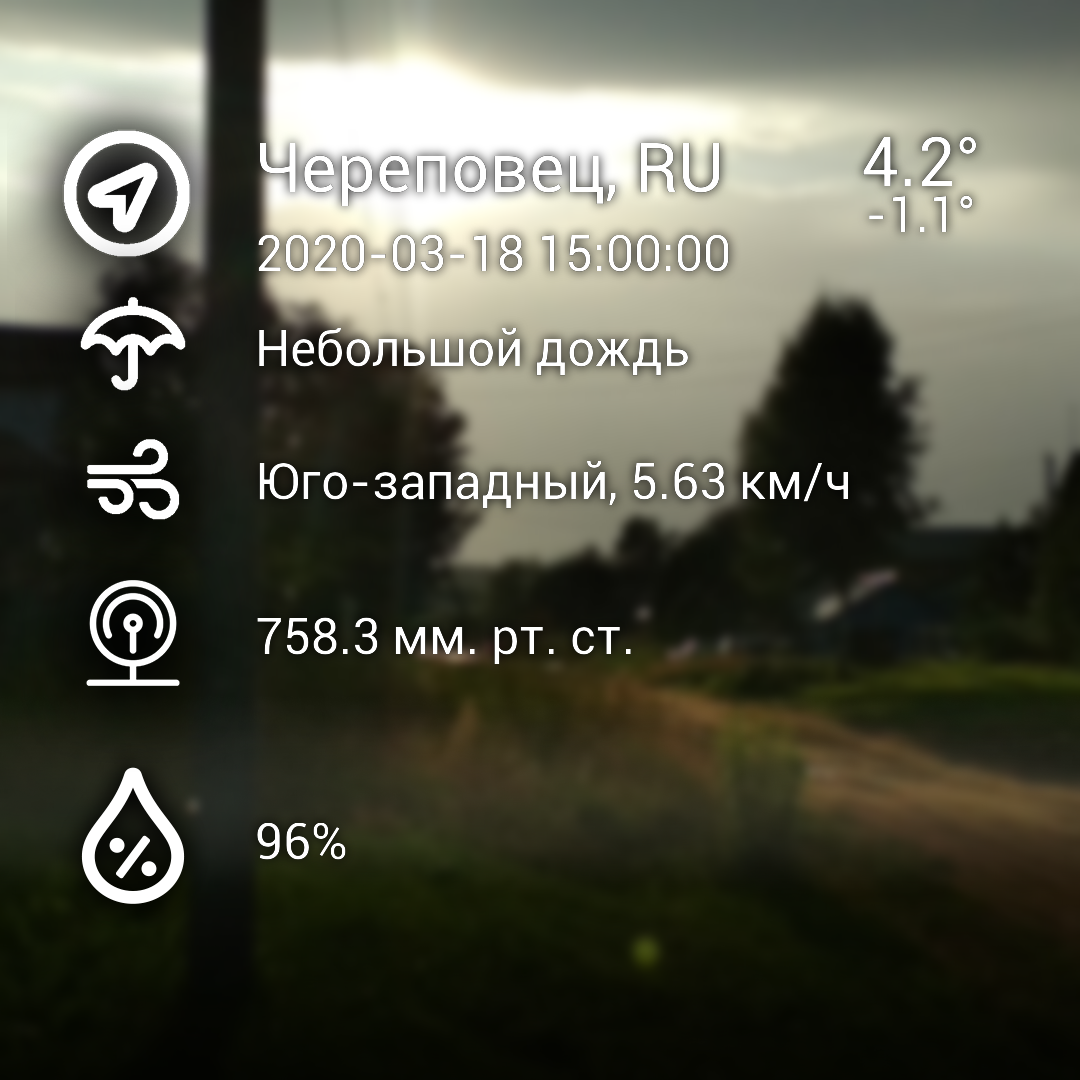 Череповец, RU
4.2°
-1.1°
2020-03-18 15:00:00
Небольшой дождь
Юго-западный, 5.63 км/ч
758.3 мм. рт. ст.
96%